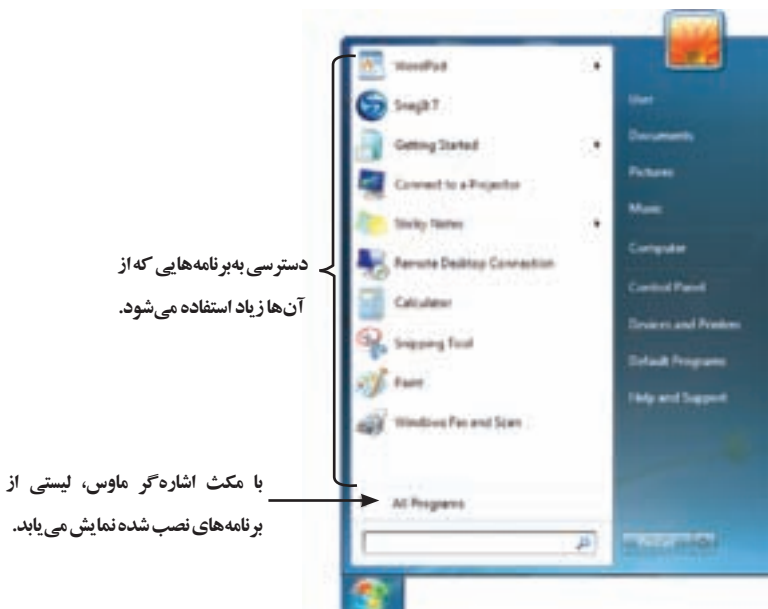 WordPad
SnagIt 7
Getting Started
Connect to a Projector
Sticky Notes
Remote Desktop Connection
Calculator
Snipping Tool
Paint
Windows Fax and Scan
All Programs
User
Documents
Pictures
Music
Computer
Control Panel
Devices and Printers
Default Programs
Help and Support
دسترسی به‌برنامه‌هایی که از
آن‌ها زیاد استفاده می‌شود.
با مکث اشاره‌گر ماوس، لیستی از
برنامه‌های نصب شده نمایش می‌یابد.